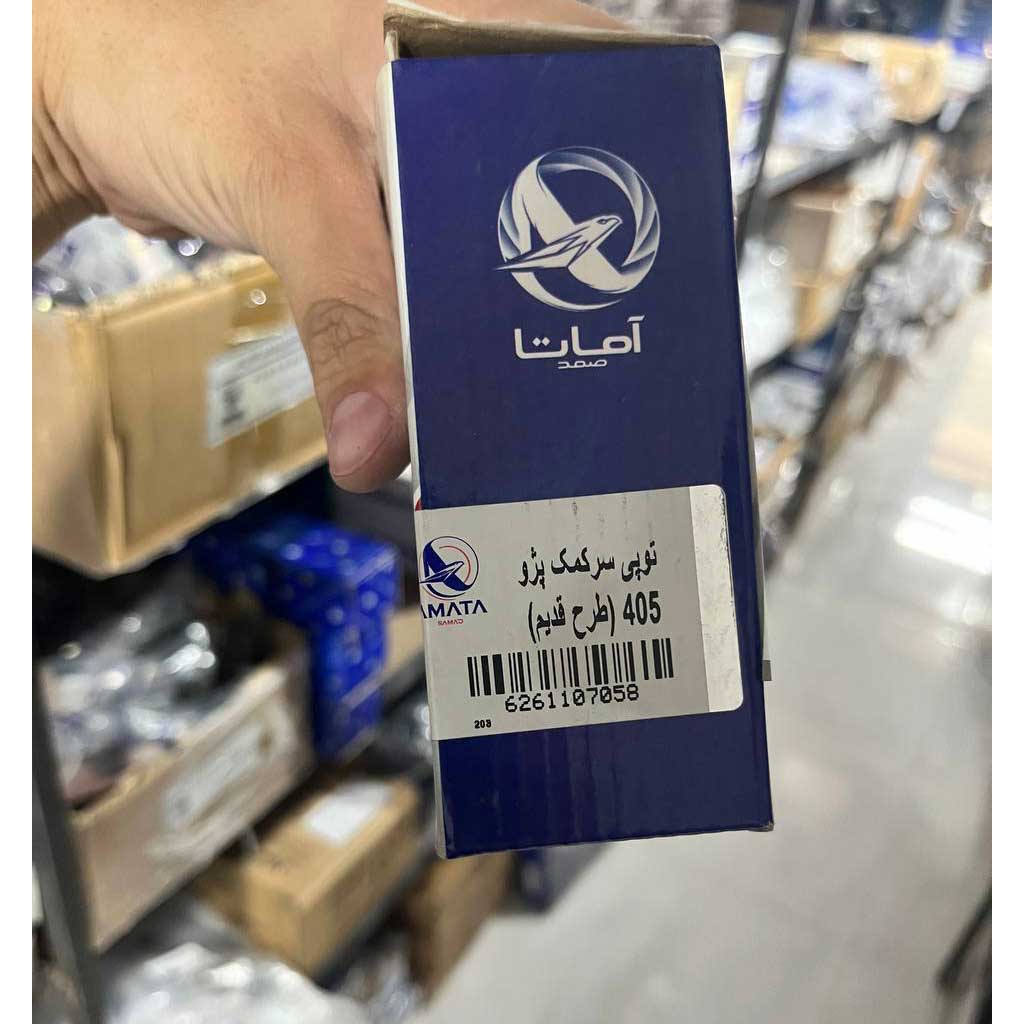 آماتا
صمد
توپی سرکمک پژو
405 (طرح قدیم)
AMATA
SAMAD
6261107058
203